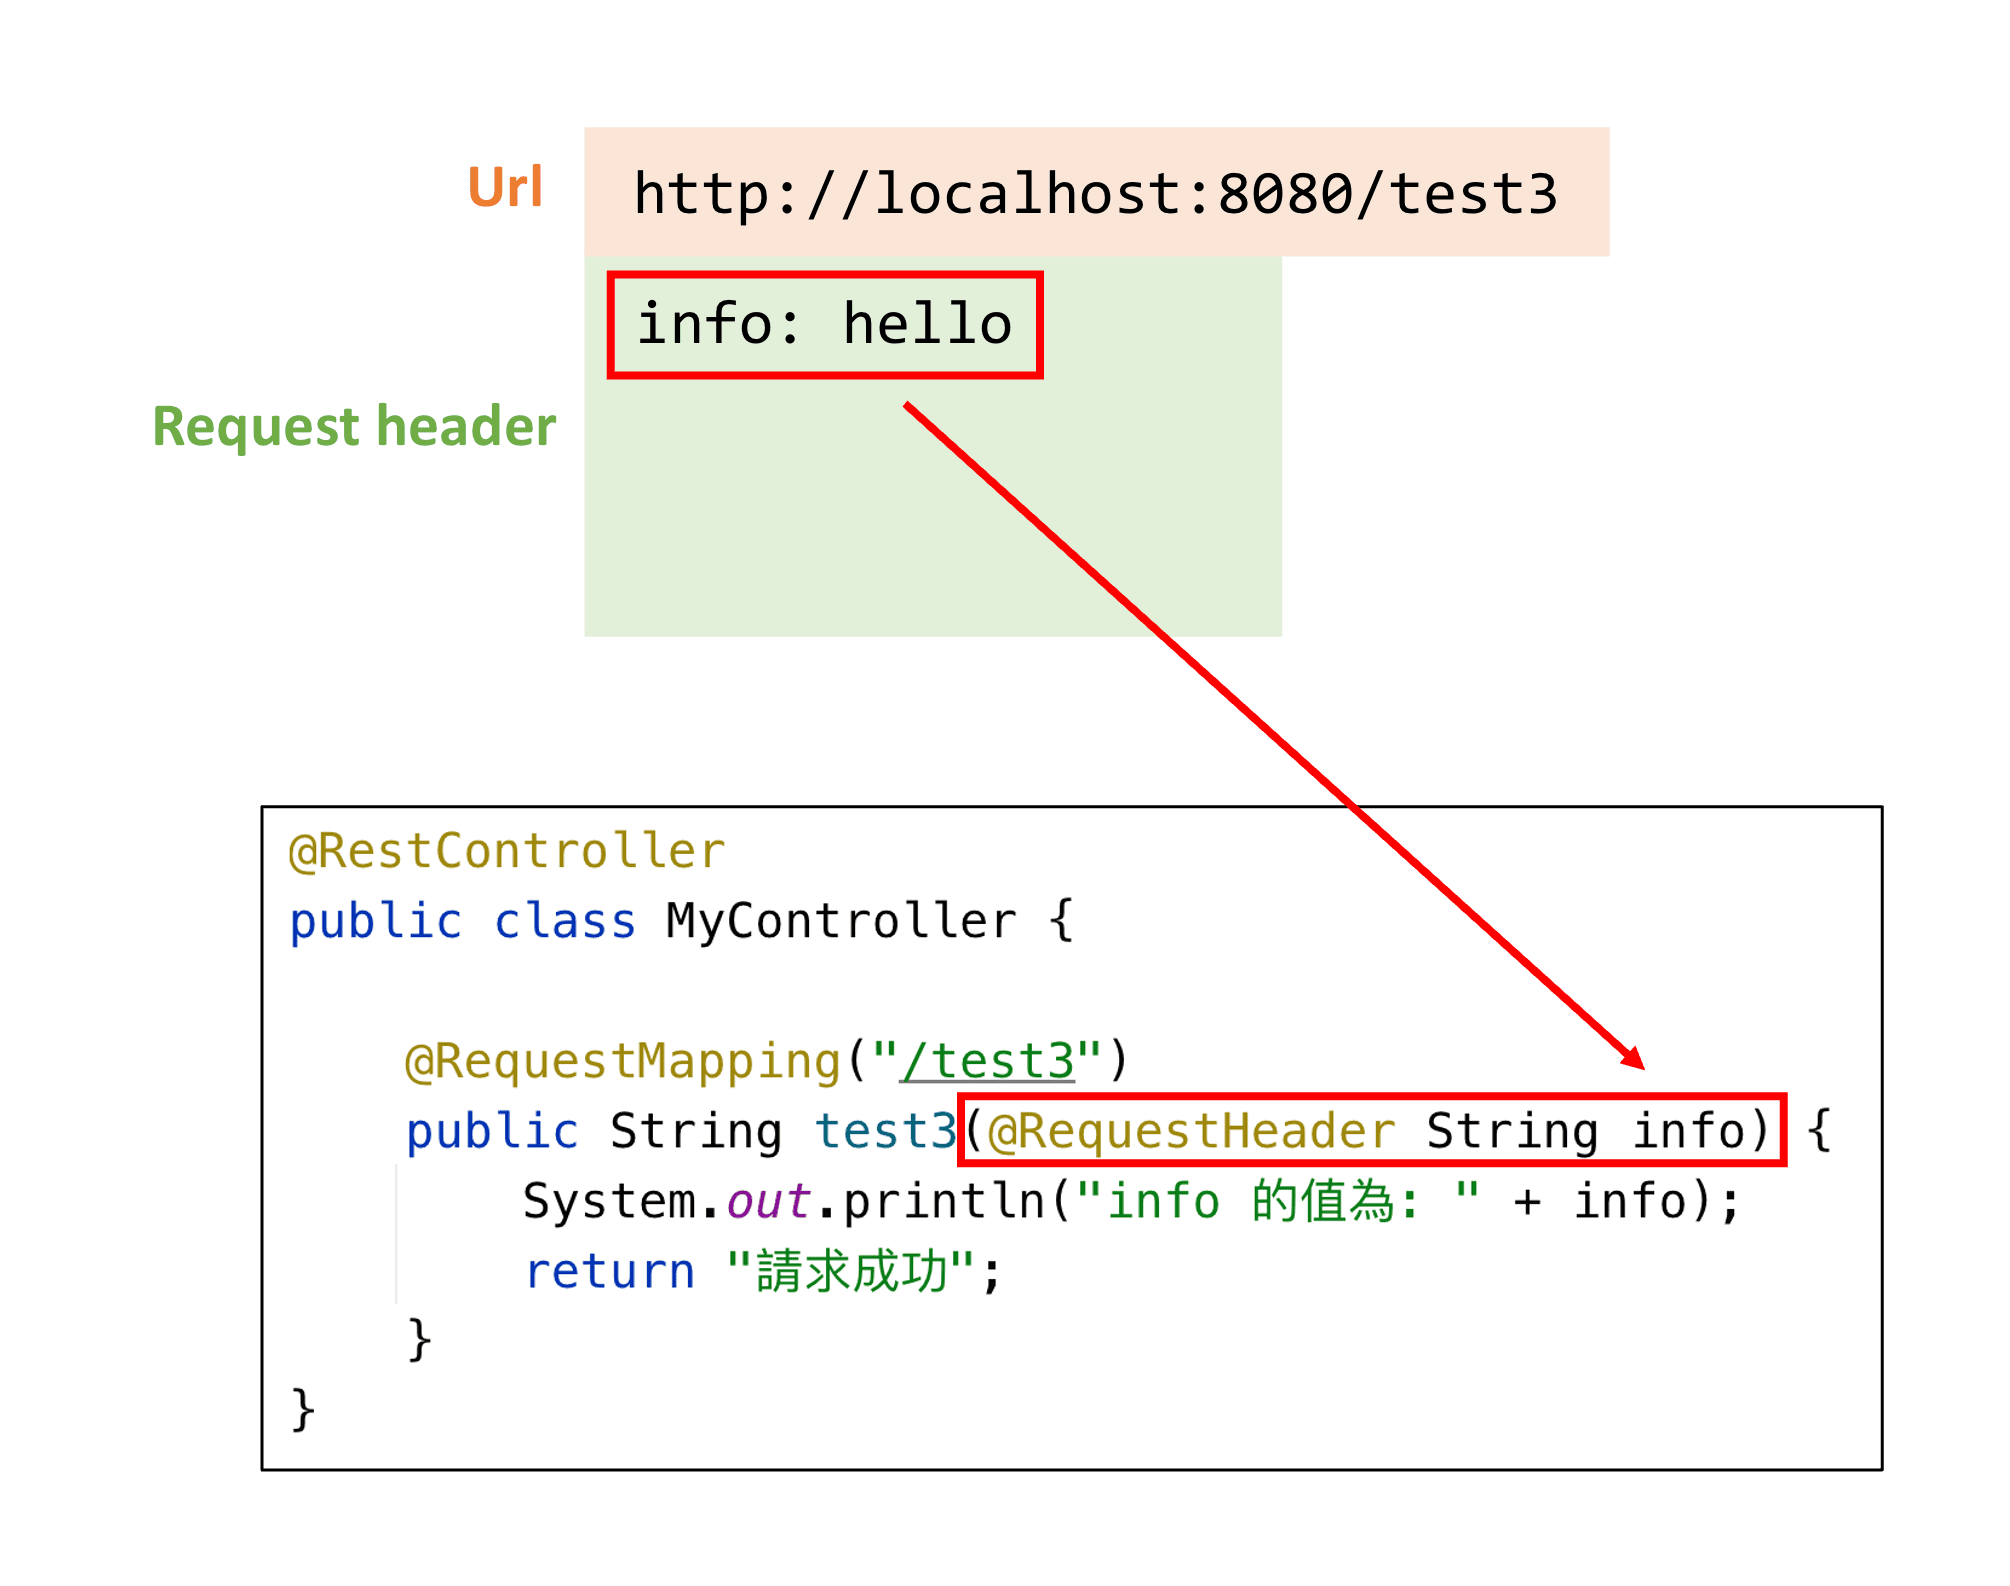 Url
http://localhost:8080/test3
info: hello
Request header
@RestController
public class MyController {
@RequestMapping("/test3")
public String test3(@RequestHeader String info) {
System.out.println("info 的值為: " + info);
return "請求成功";
}
}